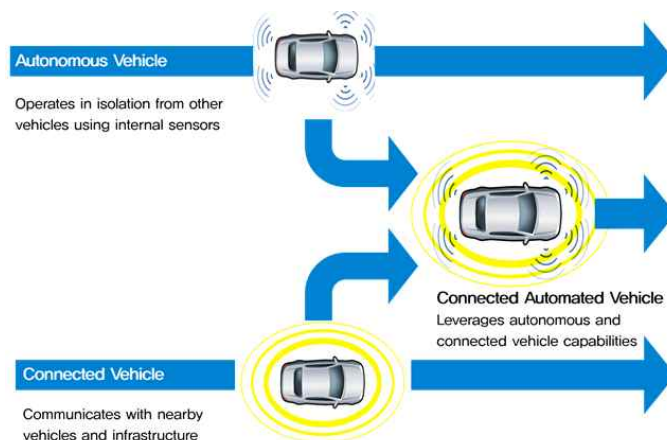 Autonomous Vehicle
Operates in isolation from other
vehicles using internal sensors
Connected Automated Vehicle
Leverages autonomous and
connected vehicle capabilities
Connected Vehicle
Communicates with nearby
vehicles and infrastructure